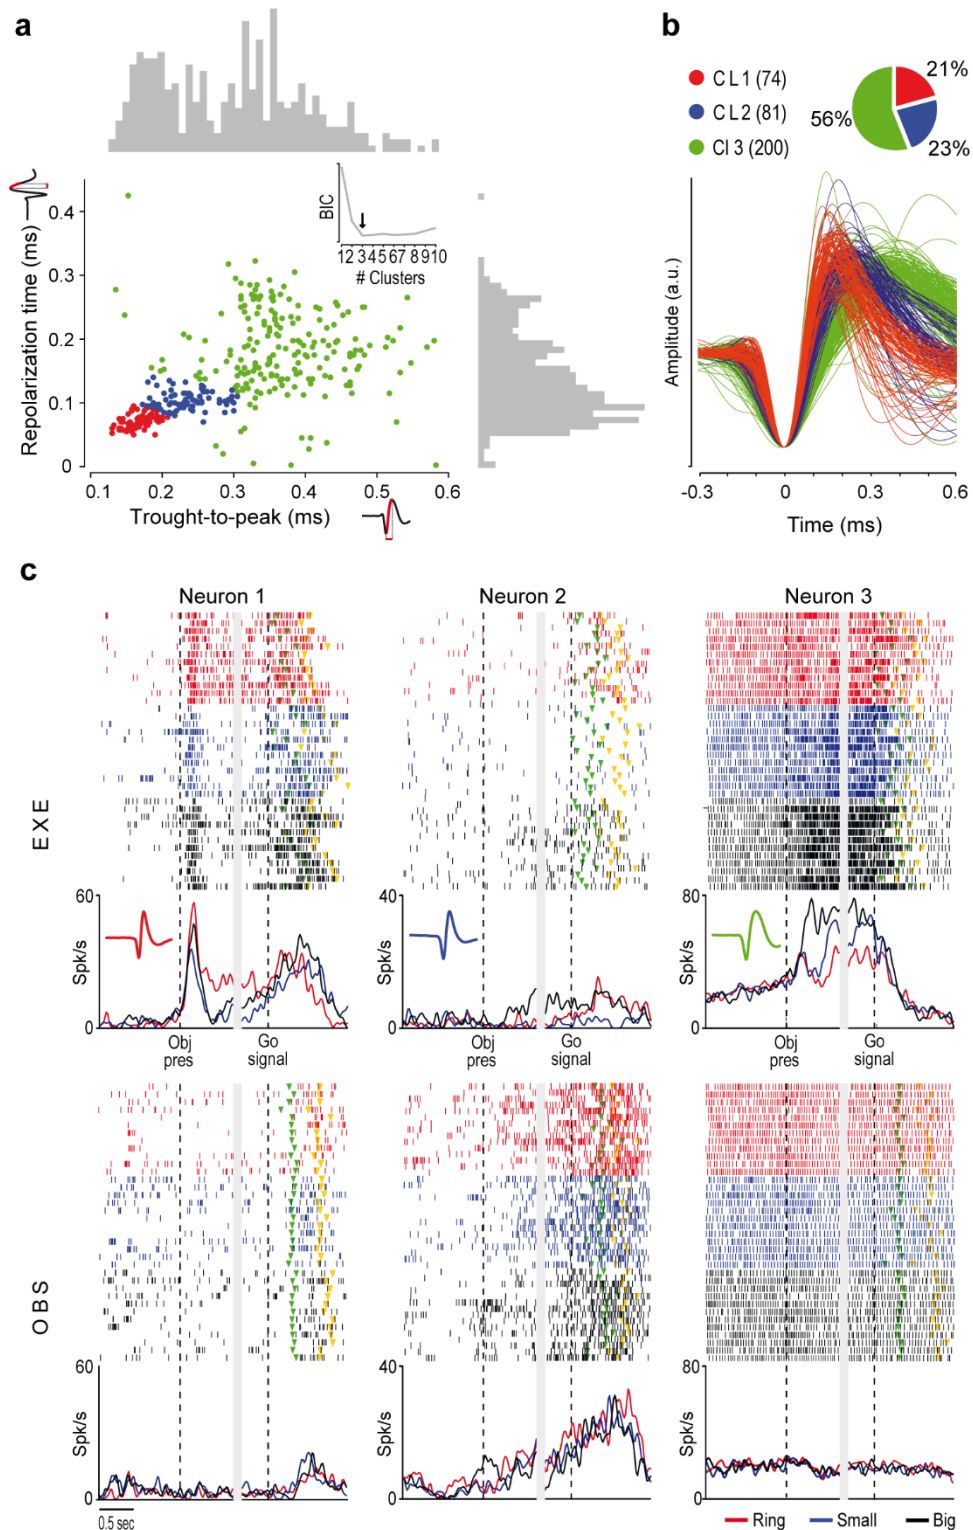 a
b
C L 1 (74)
C L 2 (81)
Cl 3 (200)
21%
56%
23%
Repolarization time (ms)
0.4
0.3
0.2
0.1
0
BIC
1 2 3 4 5 6 7 8 9 10
# Clusters
0.1 0.2 0.3 0.4 0.5 0.6
Trought-to-peak (ms)
Amplitude (a.u.)
-0.3 0 0.3 0.6
Time (ms)
c
Neuron 1
Neuron 2
Neuron 3
EXE
60
Spk/s
0
40
Spk/s
0
80
Spk/s
0
Obj pres
Go signal
Obj pres
Go signal
Obj pres
Go signal
OBS
60
Spk/s
0
40
Spk/s
0
80
Spk/s
0
0.5 sec
Ring Small Big